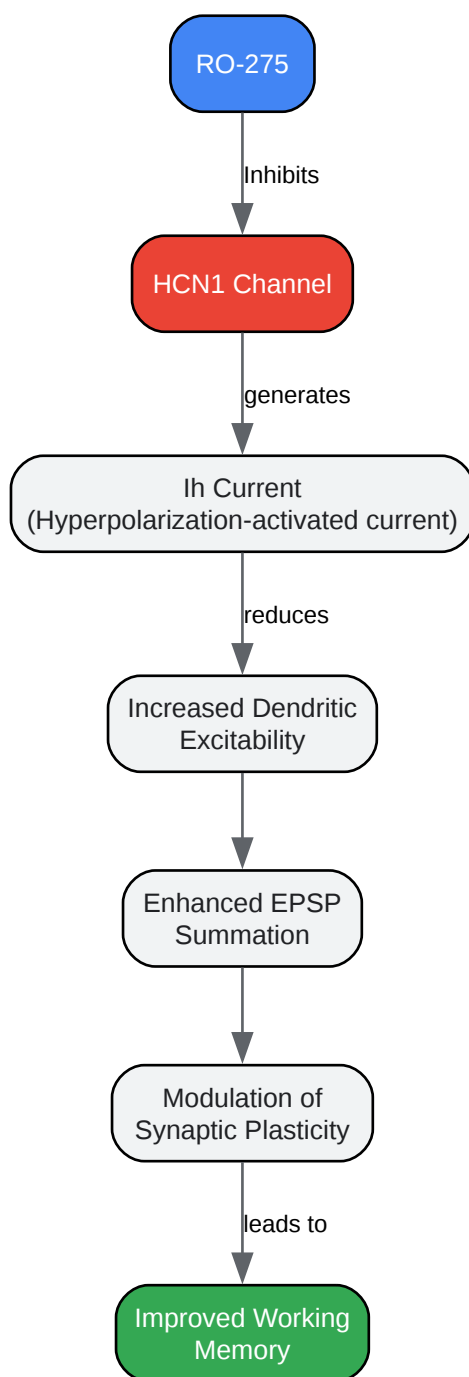 RO-275
Inhibits
HCN1 Channel
generates
Ih Current
(Hyperpolarization-activated current)
reduces
Increased Dendritic
Excitability
Enhanced EPSP
Summation
Modulation of
Synaptic Plasticity
leads to
Improved Working
Memory